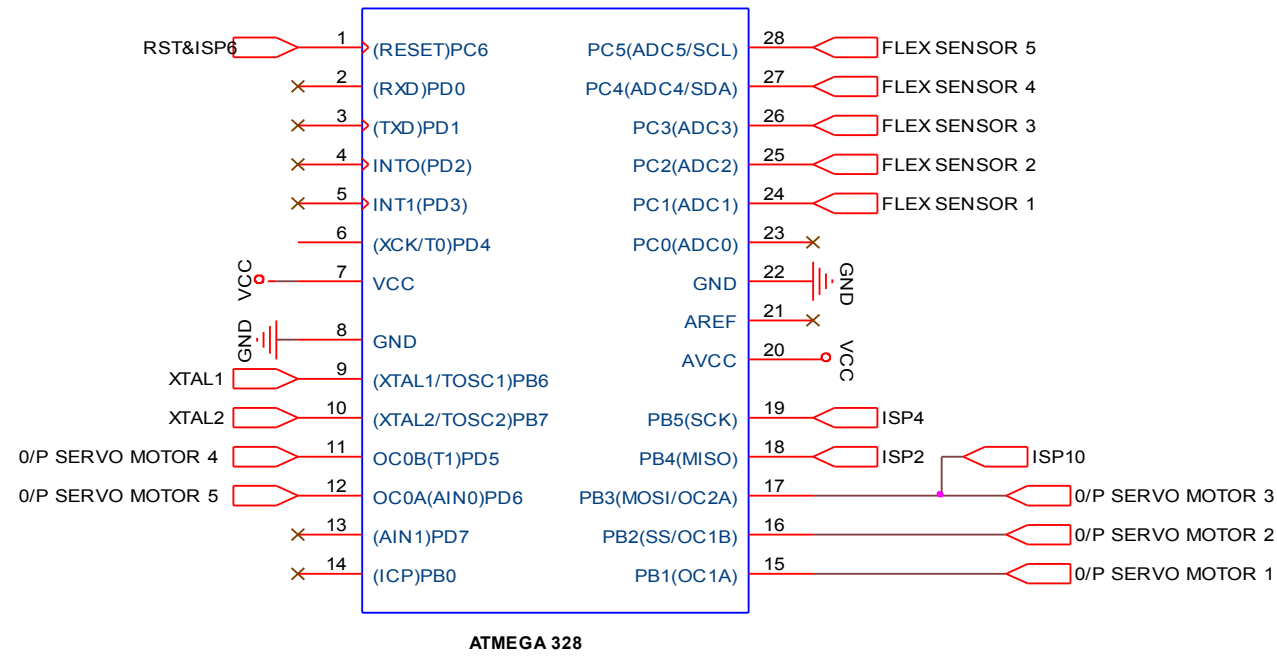 RST&ISP6 1 (RESET)PC6 PC5(ADC5/SCL) 28 FLEX SENSOR 5
2 (RXD)PD0 PC4(ADC4/SDA) 27 FLEX SENSOR 4
3 (TXD)PD1 PC3(ADC3) 26 FLEX SENSOR 3
4 INTO(PD2) PC2(ADC2) 25 FLEX SENSOR 2
5 INT1(PD3) PC1(ADC1) 24 FLEX SENSOR 1
6 (XCK/T0)PD4 PC0(ADC0) 23
VCC 7 VCC GND 22 GND
AREF 21
GND 8 GND AVCC 20 VCC
XTAL1 9 (XTAL1/TOSC1)PB6
XTAL2 10 (XTAL2/TOSC2)PB7 PB5(SCK) 19 ISP4
0/P SERVO MOTOR 4 11 OC0B(T1)PD5 PB4(MISO) 18 ISP2 ISP10
0/P SERVO MOTOR 5 12 OC0A(AIN0)PD6 PB3(MOSI/OC2A) 17 0/P SERVO MOTOR 3
13 (AIN1)PD7 PB2(SS/OC1B) 16 0/P SERVO MOTOR 2
14 (ICP)PB0 PB1(OC1A) 15 0/P SERVO MOTOR 1
ATMEGA 328